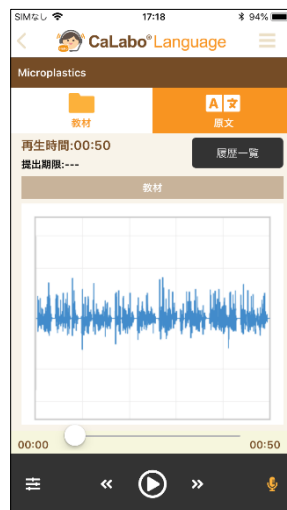 SIMなし 17:18 94%
CaLabo® Language
Microplastics
教材 A 文 原文
再生時間:00:50
提出期限:---
履歴一覧
教材
00:00 00:50